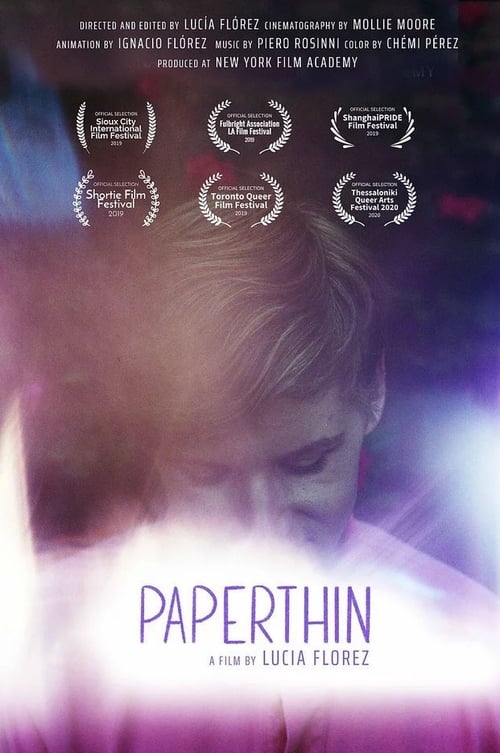 DIRECTED AND EDITED BY LUCÍA FLÓREZ CINEMATOGRAPHY BY MOLLIE MOORE
ANIMATION BY IGNACIO FLÓREZ MUSIC BY PIERO ROSINNI COLOR BY CHÉMI PÉREZ
PRODUCED AT NEW YORK FILM ACADEMY
OFFICIAL SELECTION
Sioux City
International
Film Festival
2019
OFFICIAL SELECTION
Fulbright Association
LA Film Festival
2019
OFFICIAL SELECTION
ShanghaiPRIDE
Film Festival
2019
OFFICIAL SELECTION
Shortie Film
Festival
2019
OFFICIAL SELECTION
Toronto Queer
Film Festival
2019
OFFICIAL SELECTION
Thessaloniki
Queer Arts
Festival 2020
2020
PAPERTHIN
A FILM BY LUCIA FLOREZ